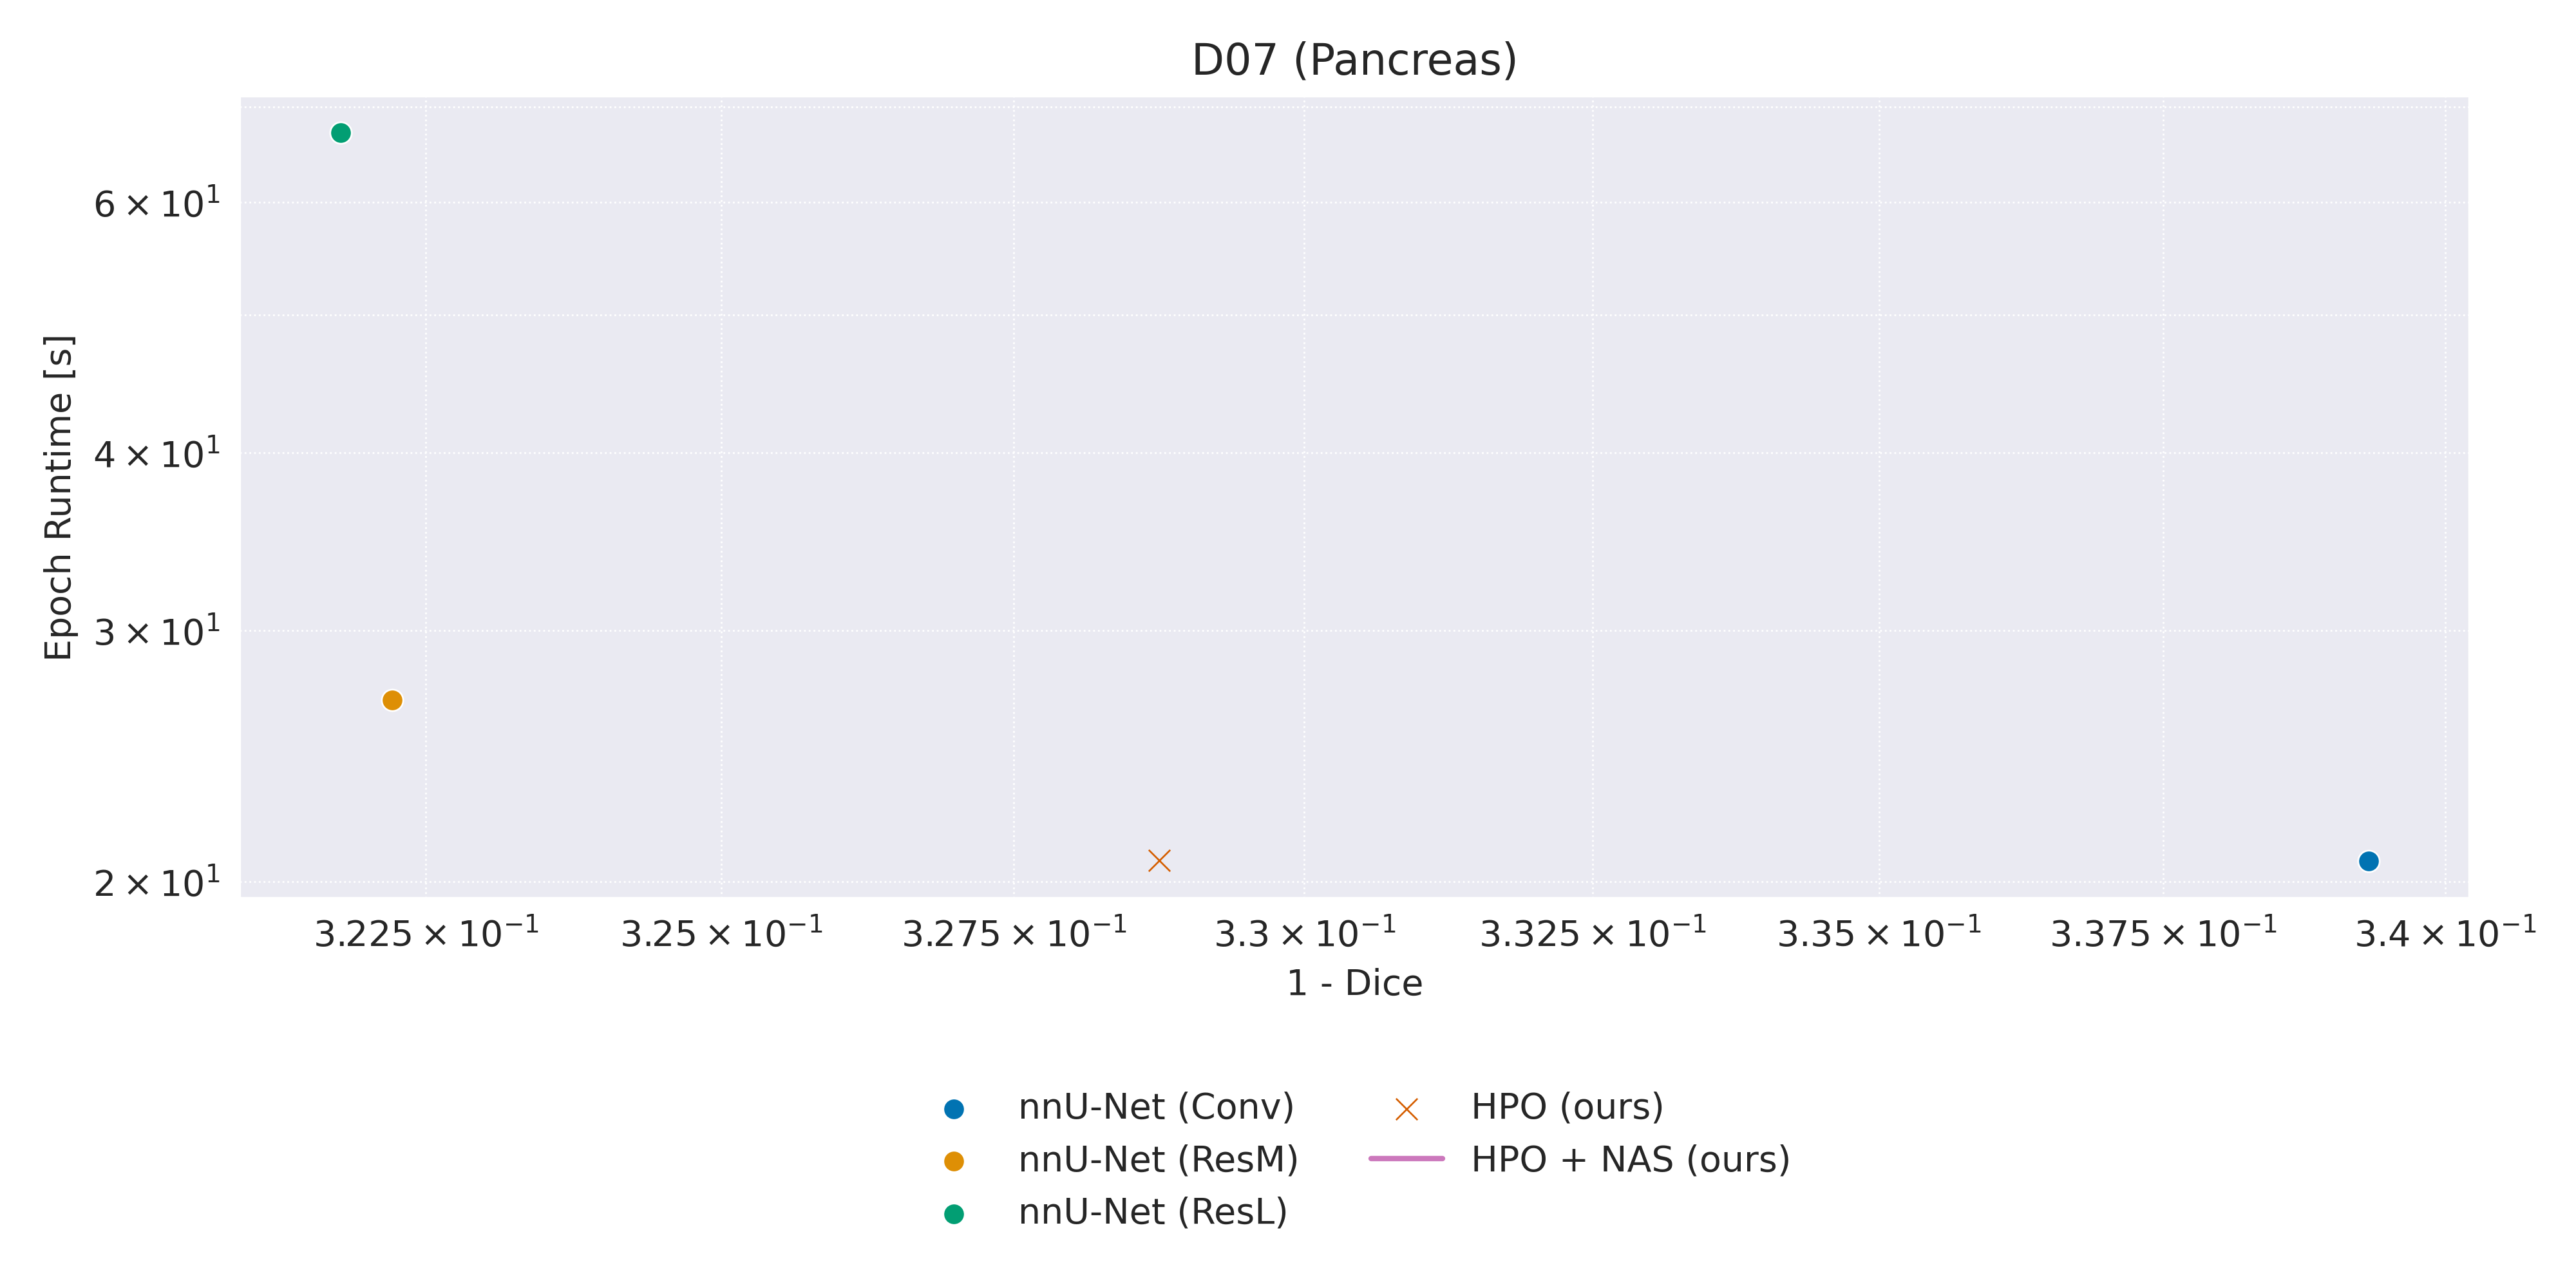 D07 (Pancreas)
Epoch Runtime [s]
6 × 10¹
4 × 10¹
3 × 10¹
2 × 10¹
3.225 × 10⁻¹
3.25 × 10⁻¹
3.275 × 10⁻¹
3.3 × 10⁻¹
3.325 × 10⁻¹
3.35 × 10⁻¹
3.375 × 10⁻¹
3.4 × 10⁻¹
1 - Dice
nnU-Net (Conv)
nnU-Net (ResM)
nnU-Net (ResL)
HPO (ours)
HPO + NAS (ours)